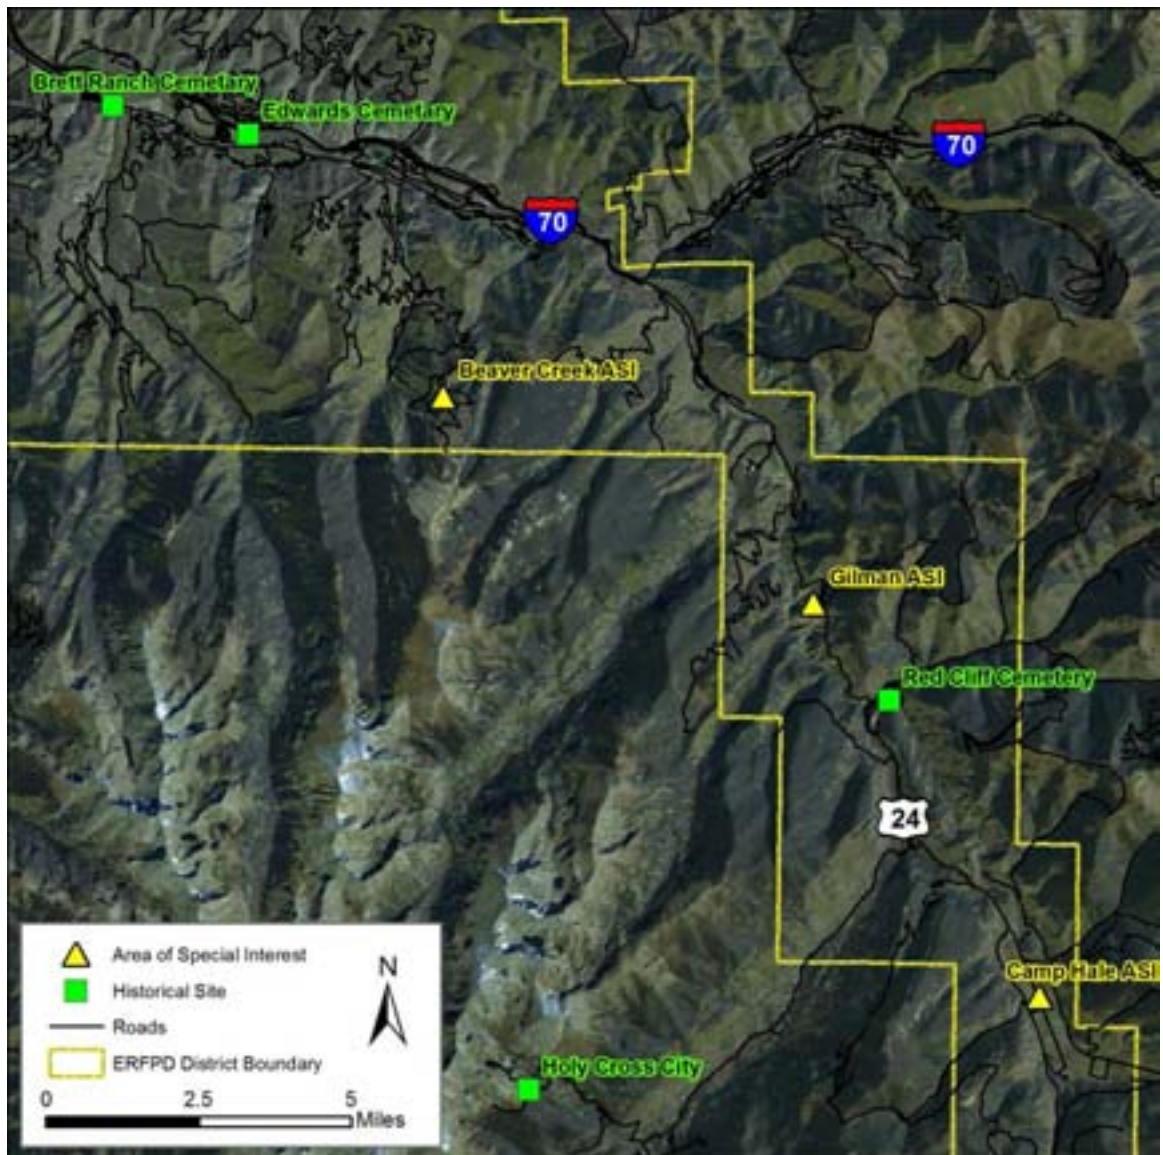 Brett Ranch Cemetary
Edwards Cemetary
70
70
Beaver Creek ASI
Gilman ASI
Red Cliff Cemetery
24
Camp Hale ASI
Holy Cross City
Area of Special Interest
Historical Site
Roads
ERFPD District Boundary
N
0 2.5 5
Miles